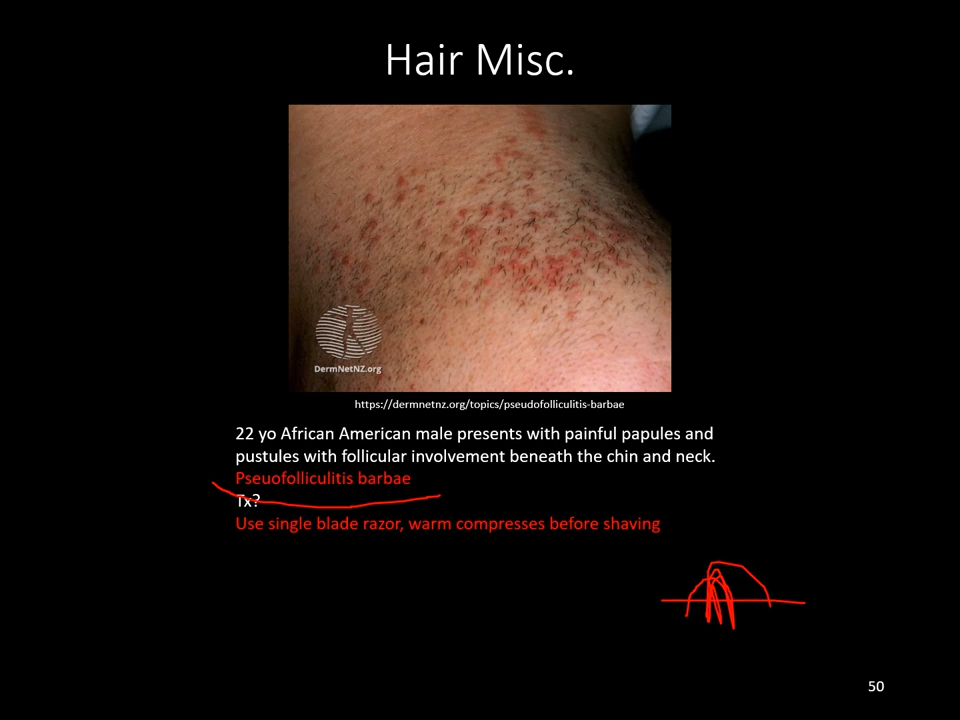 Hair Misc.
DermNetNZ.org
https://dermnetnz.org/topics/pseudofolliculitis-barbae
22 yo African American male presents with painful papules and
pustules with follicular involvement beneath the chin and neck.
Pseuofolliculitis barbae
Tx?
Use single blade razor, warm compresses before shaving
50